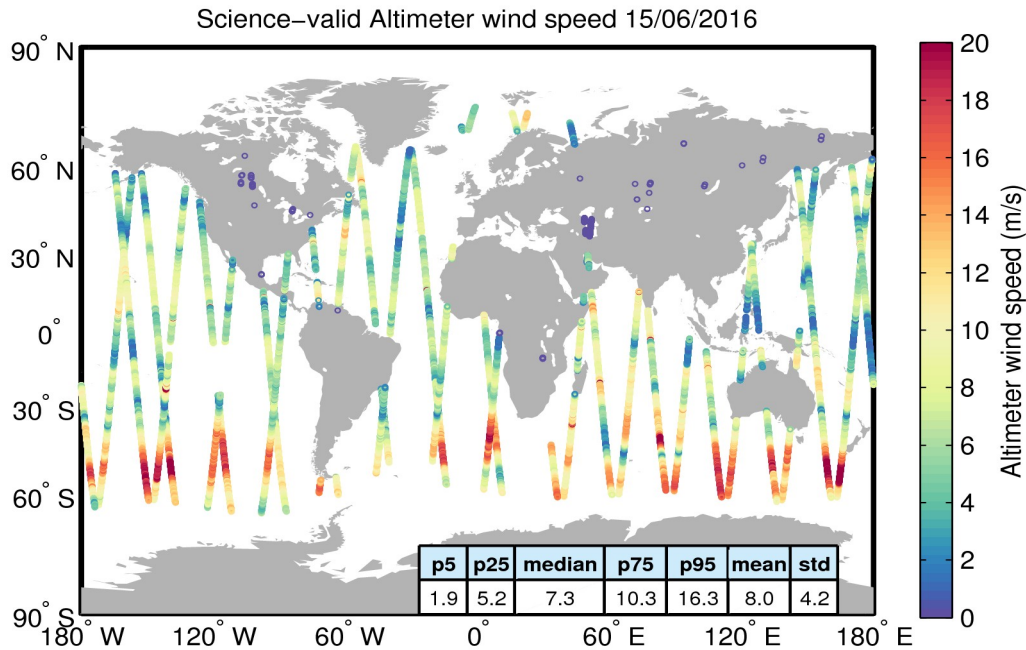 Science−valid Altimeter wind speed 15/06/2016
90° N
60° N
30° N
0°
30° S
60° S
90° S
180° W
120° W
60° W
0°
60° E
120° E
180° E
p5 p25 median p75 p95 mean std
1.9 5.2 7.3 10.3 16.3 8.0 4.2
20
18
16
14
12
10
8
6
4
2
0
Altimeter wind speed (m/s)